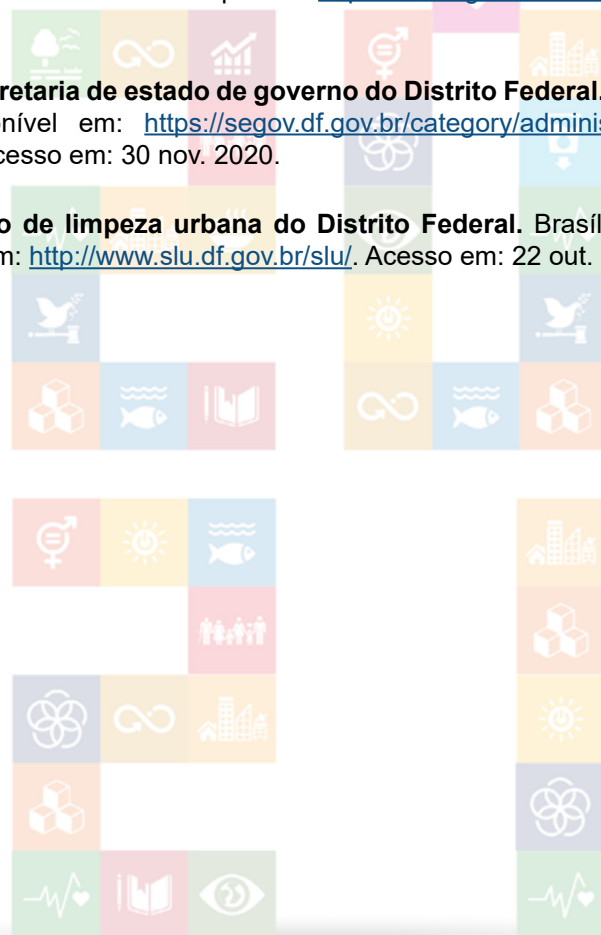 retaria de estado de governo do Distrito Federal.
onível em: https://segov.df.gov.br/category/adminis
cesso em: 30 nov. 2020.
o de limpeza urbana do Distrito Federal. Brasíl
m: http://www.slu.df.gov.br/slu/. Acesso em: 22 out.